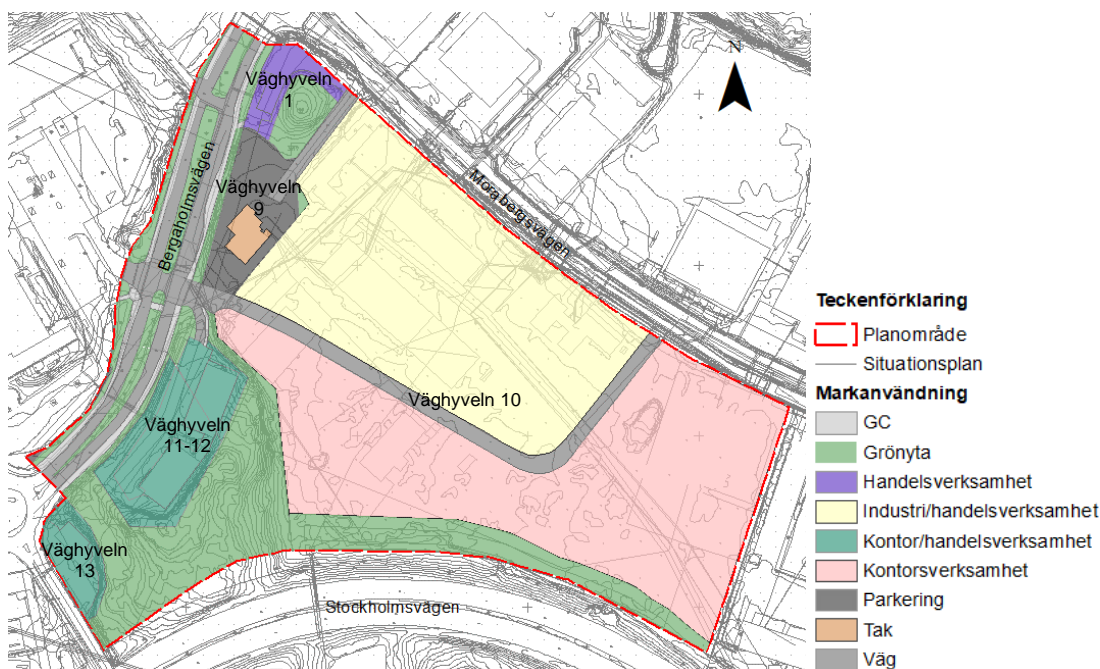 N
Väghyveln
1
Morabergsvägen
Väghyveln
9
Bergaholmsvägen
Väghyveln 10
Väghyveln
11-12
Väghyveln
13
Stockholmsvägen
Teckenförklaring
Planområde
Situationsplan
Markanvändning
GC
Grönyta
Handelsverksamhet
Industri/handelsverksamhet
Kontor/handelsverksamhet
Kontorsverksamhet
Parkering
Tak
Väg